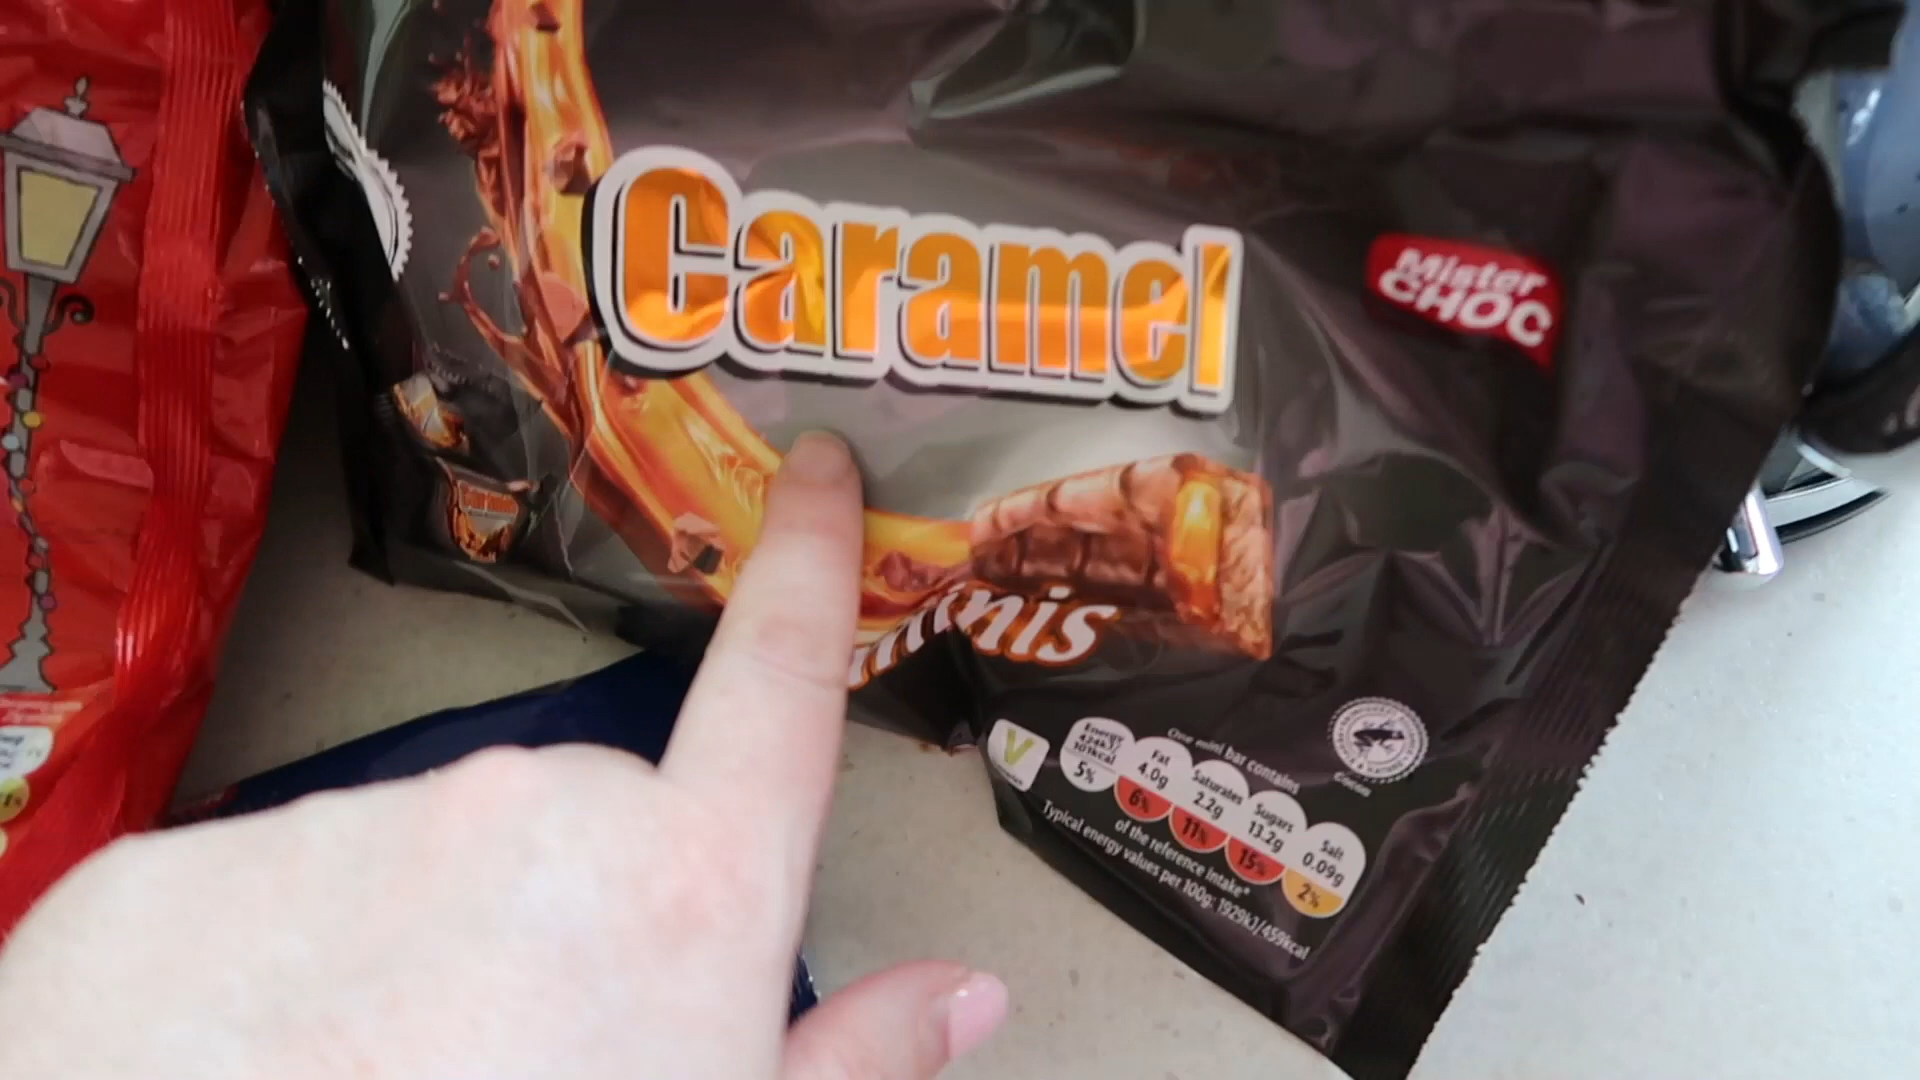 Caramel
Mister
CHOC
Caramel
minis
One mini bar contains
Energy
424kJ
101kcal
5%
Fat
4.0g
6%
Saturates
2.2g
11%
Sugars
13.2g
15%
Salt
0.09g
2%
of the reference intake*
Typical energy values per 100g: 1929kJ/459kcal
V
Cocoa